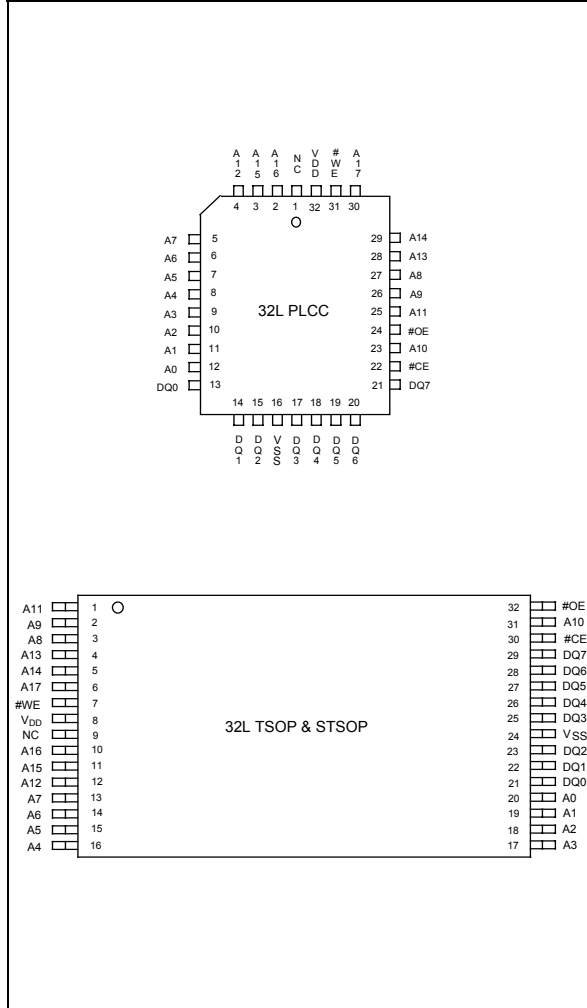 A12 A15 A16 NC VDD #WE A17
4 3 2 1 32 31 30
A7 5 29 A14
A6 6 28 A13
A5 7 27 A8
A4 8 26 A9
A3 9 32L PLCC 25 A11
A2 10 24 #OE
A1 11 23 A10
A0 12 22 #CE
DQ0 13 21 DQ7
14 15 16 17 18 19 20
DQ1 DQ2 VSS DQ3 DQ4 DQ5 DQ6
A11 1 32 #OE
A9 2 31 A10
A8 3 30 #CE
A13 4 29 DQ7
A14 5 28 DQ6
A17 6 27 DQ5
#WE 7 26 DQ4
VDD 8 32L TSOP & STSOP 25 DQ3
NC 9 24 VSS
A16 10 23 DQ2
A15 11 22 DQ1
A12 12 21 DQ0
A7 13 20 A0
A6 14 19 A1
A5 15 18 A2
A4 16 17 A3